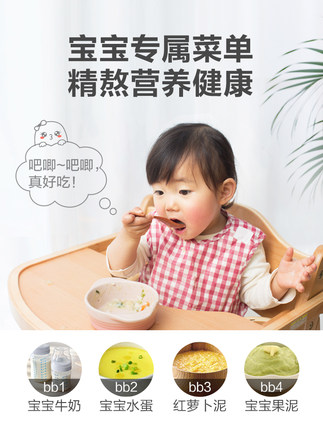 宝宝专属菜单
精熬营养健康
吧唧~吧唧,
真好吃!
bb1
bb2
bb3
bb4
宝宝牛奶
宝宝水蛋
红萝卜泥
宝宝果泥